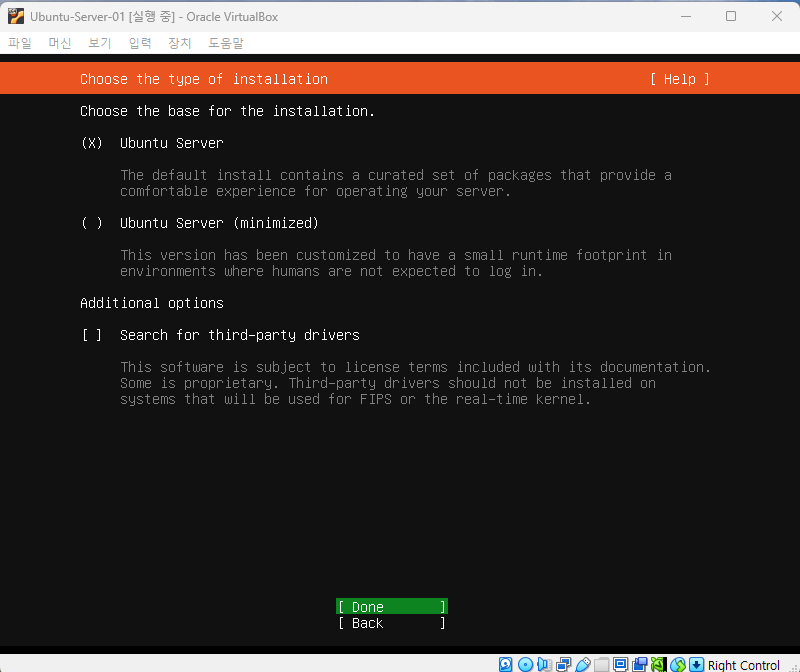 Ubuntu-Server-01 [실행 중] - Oracle VirtualBox
파일 머신 보기 입력 장치 도움말
Choose the type of installation [ Help ]
Choose the base for the installation.
(X) Ubuntu Server
The default install contains a curated set of packages that provide a
comfortable experience for operating your server.
( ) Ubuntu Server (minimized)
This version has been customized to have a small runtime footprint in
environments where humans are not expected to log in.
Additional options
[ ] Search for third-party drivers
This software is subject to license terms included with its documentation.
Some is proprietary. Third-party drivers should not be installed on
systems that will be used for FIPS or the real-time kernel.
[ Done ]
[ Back ]
Right Control